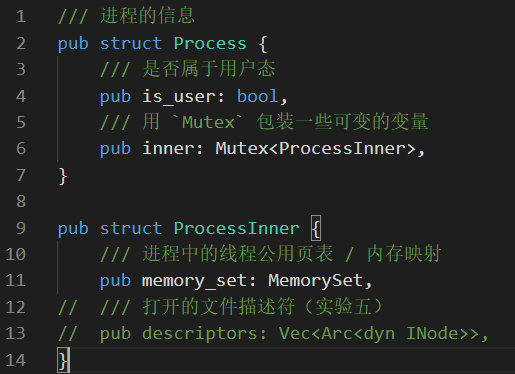 1 /// 进程的信息
2 pub struct Process {
3     /// 是否属于用户态
4     pub is_user: bool,
5     /// 用 `Mutex` 包装一些可变的变量
6     pub inner: Mutex<ProcessInner>,
7 }
8
9 pub struct ProcessInner {
10     /// 进程中的线程公用页表 / 内存映射
11     pub memory_set: MemorySet,
12 //  /// 打开的文件描述符（实验五）
13 //  pub descriptors: Vec<Arc<dyn INode>>,
14 }